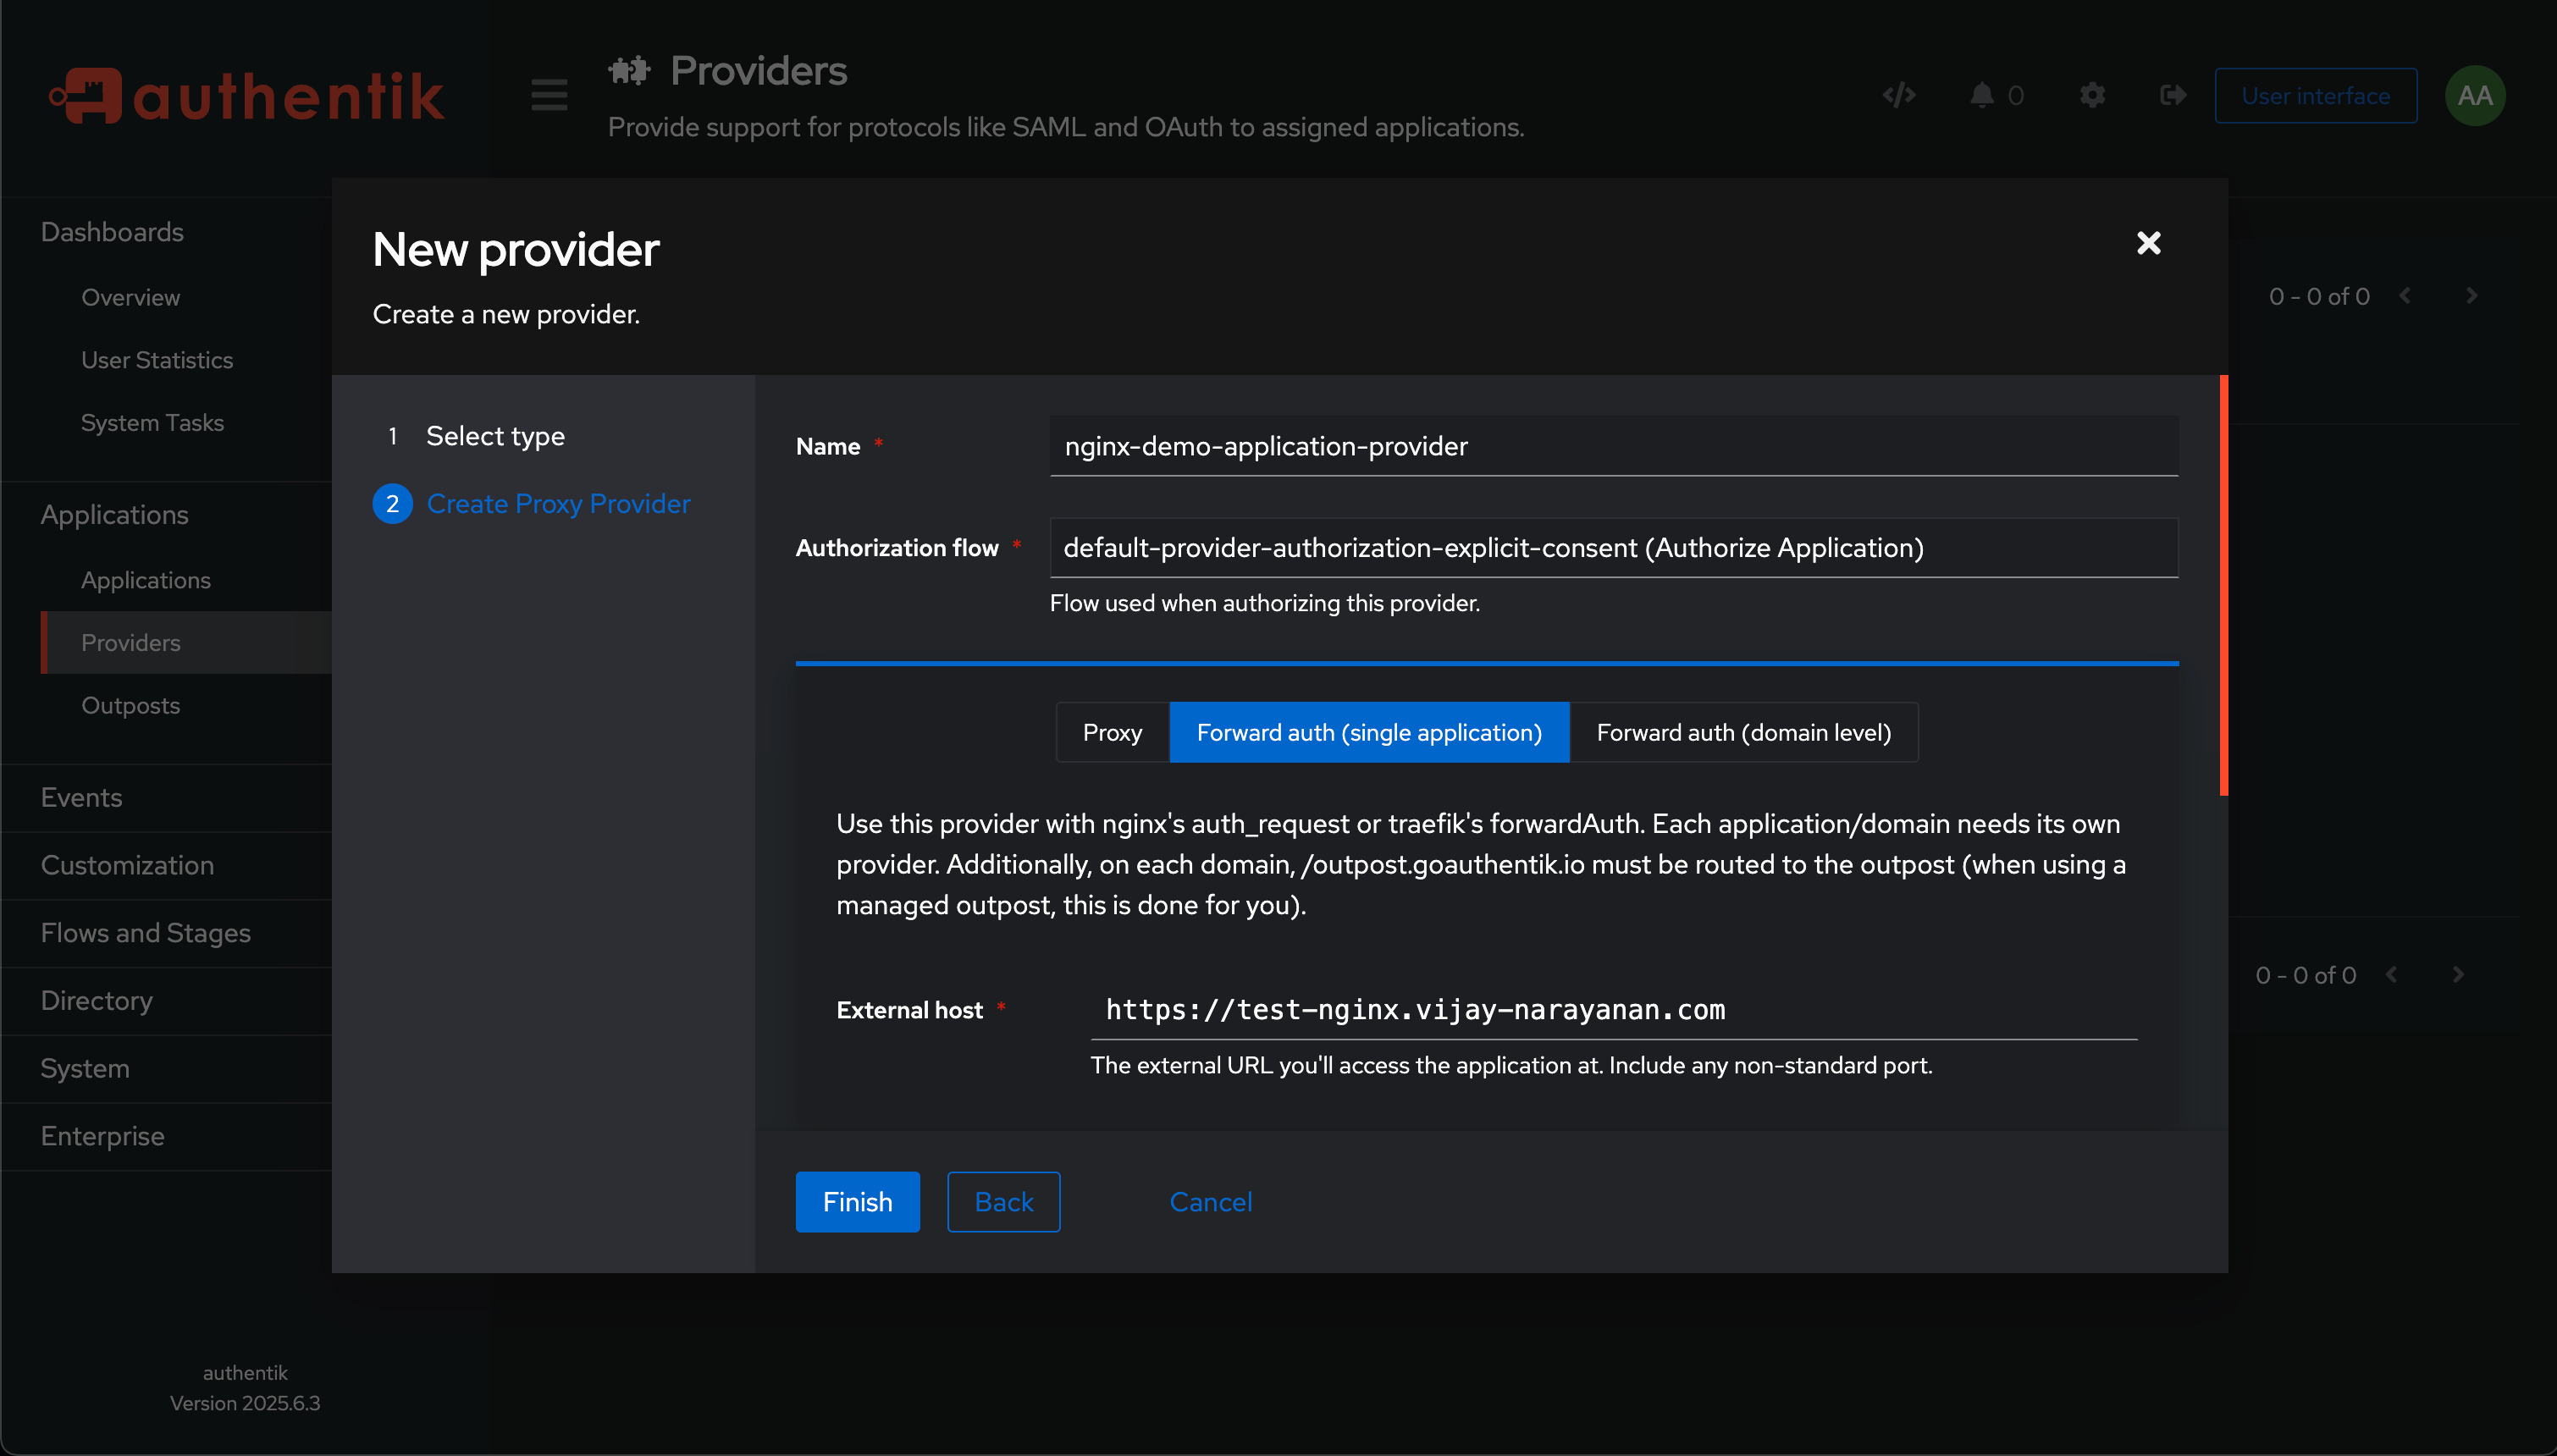 authentik
Providers
Provide support for protocols like SAML and OAuth to assigned applications.
0
User interface
AA
Dashboards
Overview
User Statistics
System Tasks
Applications
Applications
Providers
Outposts
Events
Customization
Flows and Stages
Directory
System
Enterprise
authentik
Version 2025.6.3
0 - 0 of 0
0 - 0 of 0
New provider
Create a new provider.
1 Select type
2 Create Proxy Provider
Name *
nginx-demo-application-provider
Authorization flow *
default-provider-authorization-explicit-consent (Authorize Application)
Flow used when authorizing this provider.
Proxy
Forward auth (single application)
Forward auth (domain level)
Use this provider with nginx's auth_request or traefik's forwardAuth. Each application/domain needs its own
provider. Additionally, on each domain, /outpost.goauthentik.io must be routed to the outpost (when using a
managed outpost, this is done for you).
External host *
https://test-nginx.vijay-narayanan.com
The external URL you'll access the application at. Include any non-standard port.
Finish
Back
Cancel